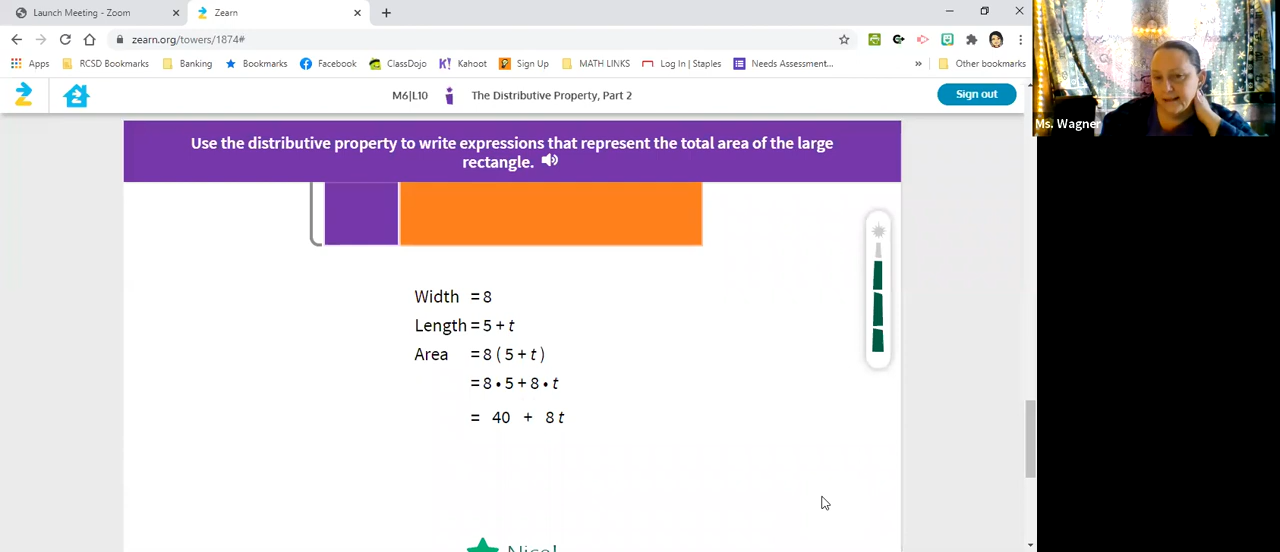 Launch Meeting - Zoom
Zearn
zearn.org/towers/1874#
Apps RCSD Bookmarks Banking Bookmarks Facebook ClassDojo Kahoot Sign Up MATH LINKS Log In | Staples Needs Assessment... » Other bookmarks
M6|L10 The Distributive Property, Part 2 Sign out
Ms. Wagner
Use the distributive property to write expressions that represent the total area of the large
rectangle.
Width = 8
Length = 5 + t
Area = 8 ( 5 + t )
= 8 • 5 + 8 • t
= 40 + 8 t
Nice!